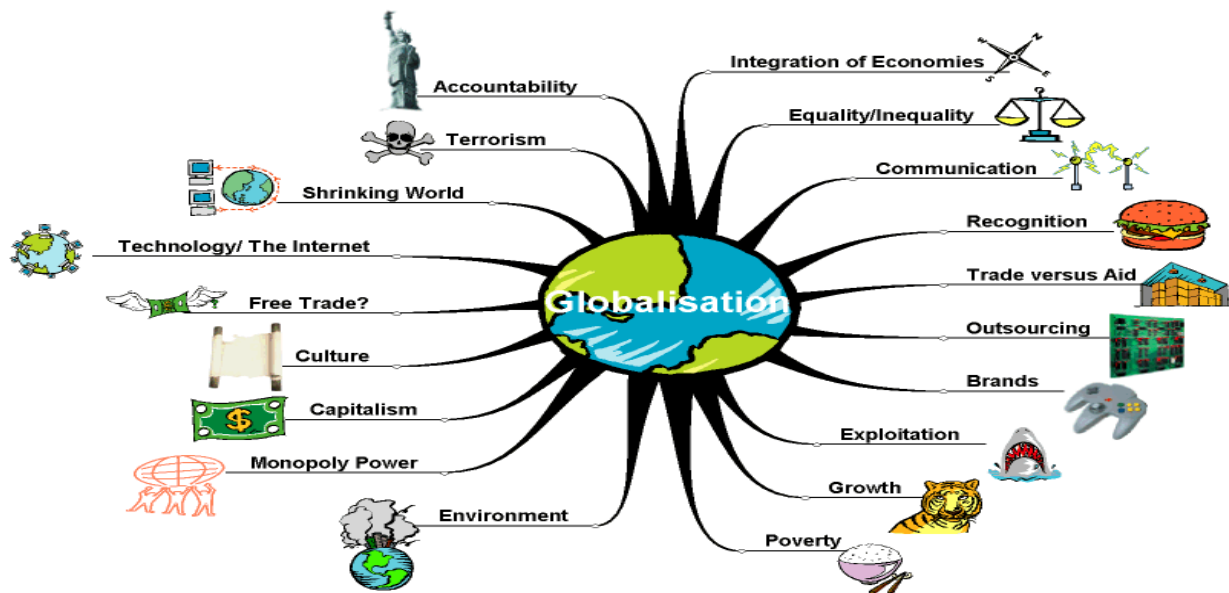 Globalisation
Integration of Economies
Equality/Inequality
Communication
Recognition
Trade versus Aid
Outsourcing
Brands
Exploitation
Growth
Poverty
Environment
Monopoly Power
Capitalism
Culture
Free Trade?
Technology/ The Internet
Shrinking World
Terrorism
Accountability
N
E
S
W
$